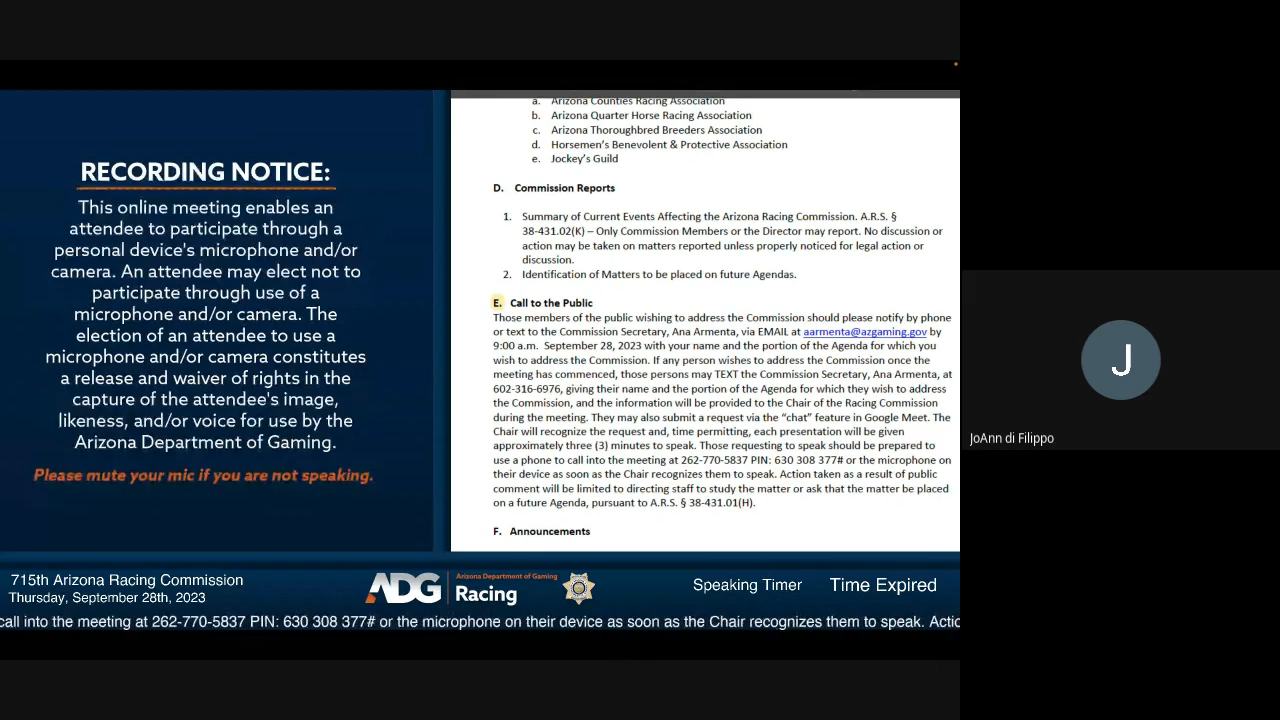 RECORDING NOTICE:
This online meeting enables an
attendee to participate through a
personal device's microphone and/or
camera. An attendee may elect not to
participate through use of a
microphone and/or camera. The
election of an attendee to use a
microphone and/or camera constitutes
a release and waiver of rights in the
capture of the attendee's image,
likeness, and/or voice for use by the
Arizona Department of Gaming.
Please mute your mic if you are not speaking.
a. Arizona Counties Racing Association
b. Arizona Quarter Horse Racing Association
c. Arizona Thoroughbred Breeders Association
d. Horsemen's Benevolent & Protective Association
e. Jockey's Guild
D. Commission Reports
1. Summary of Current Events Affecting the Arizona Racing Commission. A.R.S. §
38-431.02(K) – Only Commission Members or the Director may report. No discussion or
action may be taken on matters reported unless properly noticed for legal action or
discussion.
2. Identification of Matters to be placed on future Agendas.
E. Call to the Public
Those members of the public wishing to address the Commission should please notify by phone
or text to the Commission Secretary, Ana Armenta, via EMAIL at aarmenta@azgaming.gov by
9:00 a.m. September 28, 2023 with your name and the portion of the Agenda for which you
wish to address the Commission. If any person wishes to address the Commission once the
meeting has commenced, those persons may TEXT the Commission Secretary, Ana Armenta, at
602-316-6976, giving their name and the portion of the Agenda for which they wish to address
the Commission, and the information will be provided to the Chair of the Racing Commission
during the meeting. They may also submit a request via the “chat” feature in Google Meet. The
Chair will recognize the request and, time permitting, each presentation will be given
approximately three (3) minutes to speak. Those requesting to speak should be prepared to
use a phone to call into the meeting at 262-770-5837 PIN: 630 308 377# or the microphone on
their device as soon as the Chair recognizes them to speak. Action taken as a result of public
comment will be limited to directing staff to study the matter or ask that the matter be placed
on a future Agenda, pursuant to A.R.S. § 38-431.01(H).
F. Announcements
J
JoAnn di Filippo
715th Arizona Racing Commission
Thursday, September 28th, 2023
ADG
Arizona Department of Gaming
Racing
Speaking Timer Time Expired
call into the meeting at 262-770-5837 PIN: 630 308 377# or the microphone on their device as soon as the Chair recognizes them to speak. Actio